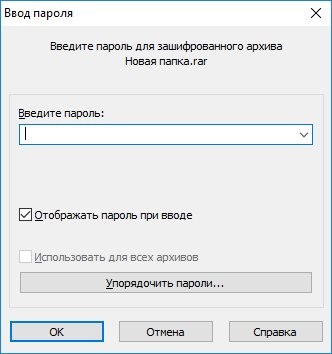 Ввод пароля
Введите пароль для зашифрованного архива
Новая папка.rar
Введите пароль:
Отображать пароль при вводе
Использовать для всех архивов
Упорядочить пароли...
ОК
Отмена
Справка